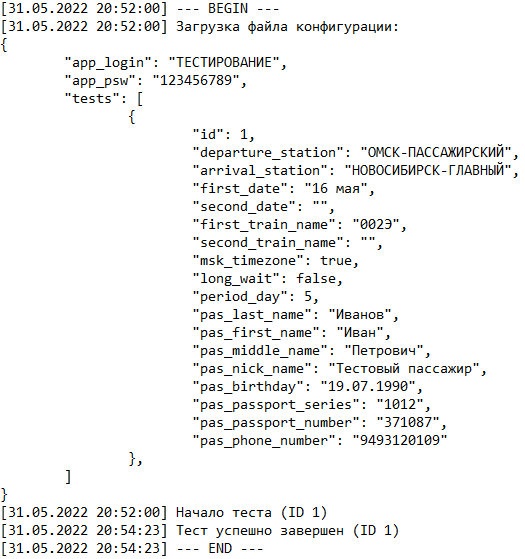 [31.05.2022 20:52:00] --- BEGIN ---
[31.05.2022 20:52:00] Загрузка файла конфигурации:
{
"app_login": "ТЕСТИРОВАНИЕ",
"app_psw": "123456789",
"tests": [
{
"id": 1,
"departure_station": "ОМСК-ПАССАЖИРСКИЙ",
"arrival_station": "НОВОСИБИРСК-ГЛАВНЫЙ",
"first_date": "16 мая",
"second_date": "",
"first_train_name": "002Э",
"second_train_name": "",
"msk_timezone": true,
"long_wait": false,
"period_day": 5,
"pas_last_name": "Иванов",
"pas_first_name": "Иван",
"pas_middle_name": "Петрович",
"pas_nick_name": "Тестовый пассажир",
"pas_birthday": "19.07.1990",
"pas_passport_series": "1012",
"pas_passport_number": "371087",
"pas_phone_number": "9493120109"
},
]
}
[31.05.2022 20:52:00] Начало теста (ID 1)
[31.05.2022 20:54:23] Тест успешно завершен (ID 1)
[31.05.2022 20:54:23] --- END ---